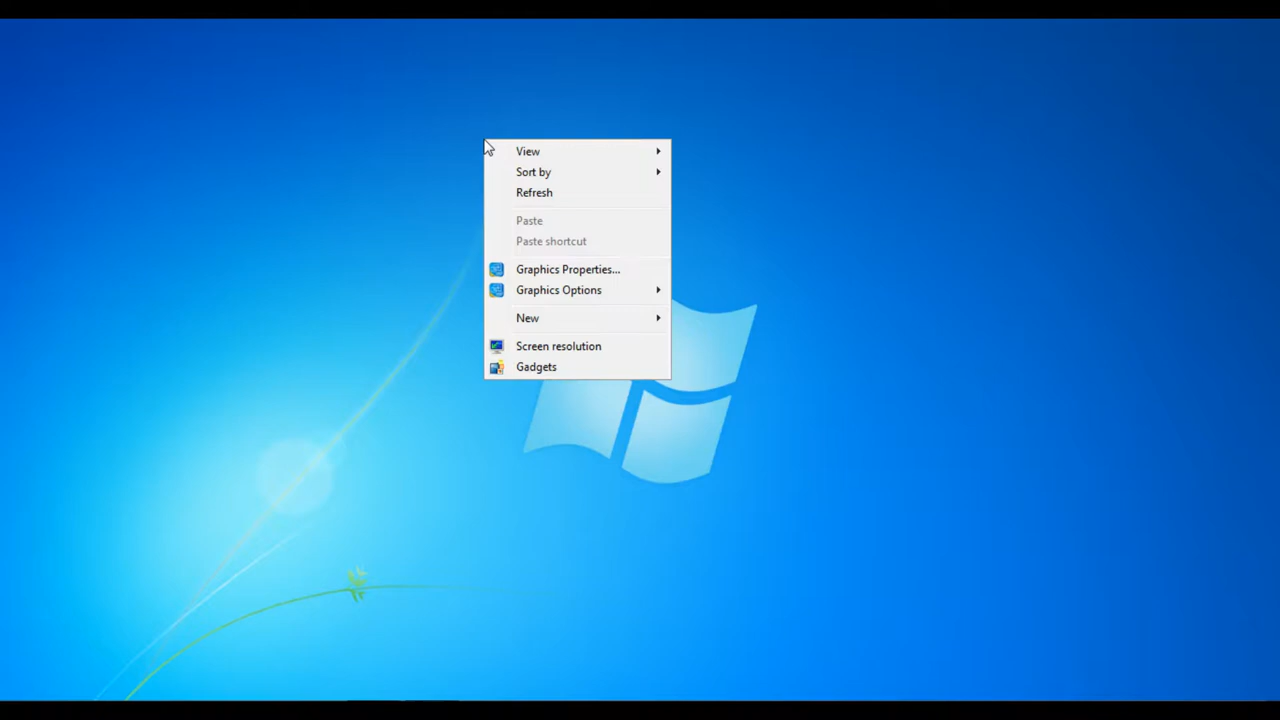 View
Sort by
Refresh
Paste
Paste shortcut
Graphics Properties...
Graphics Options
New
Screen resolution
Gadgets